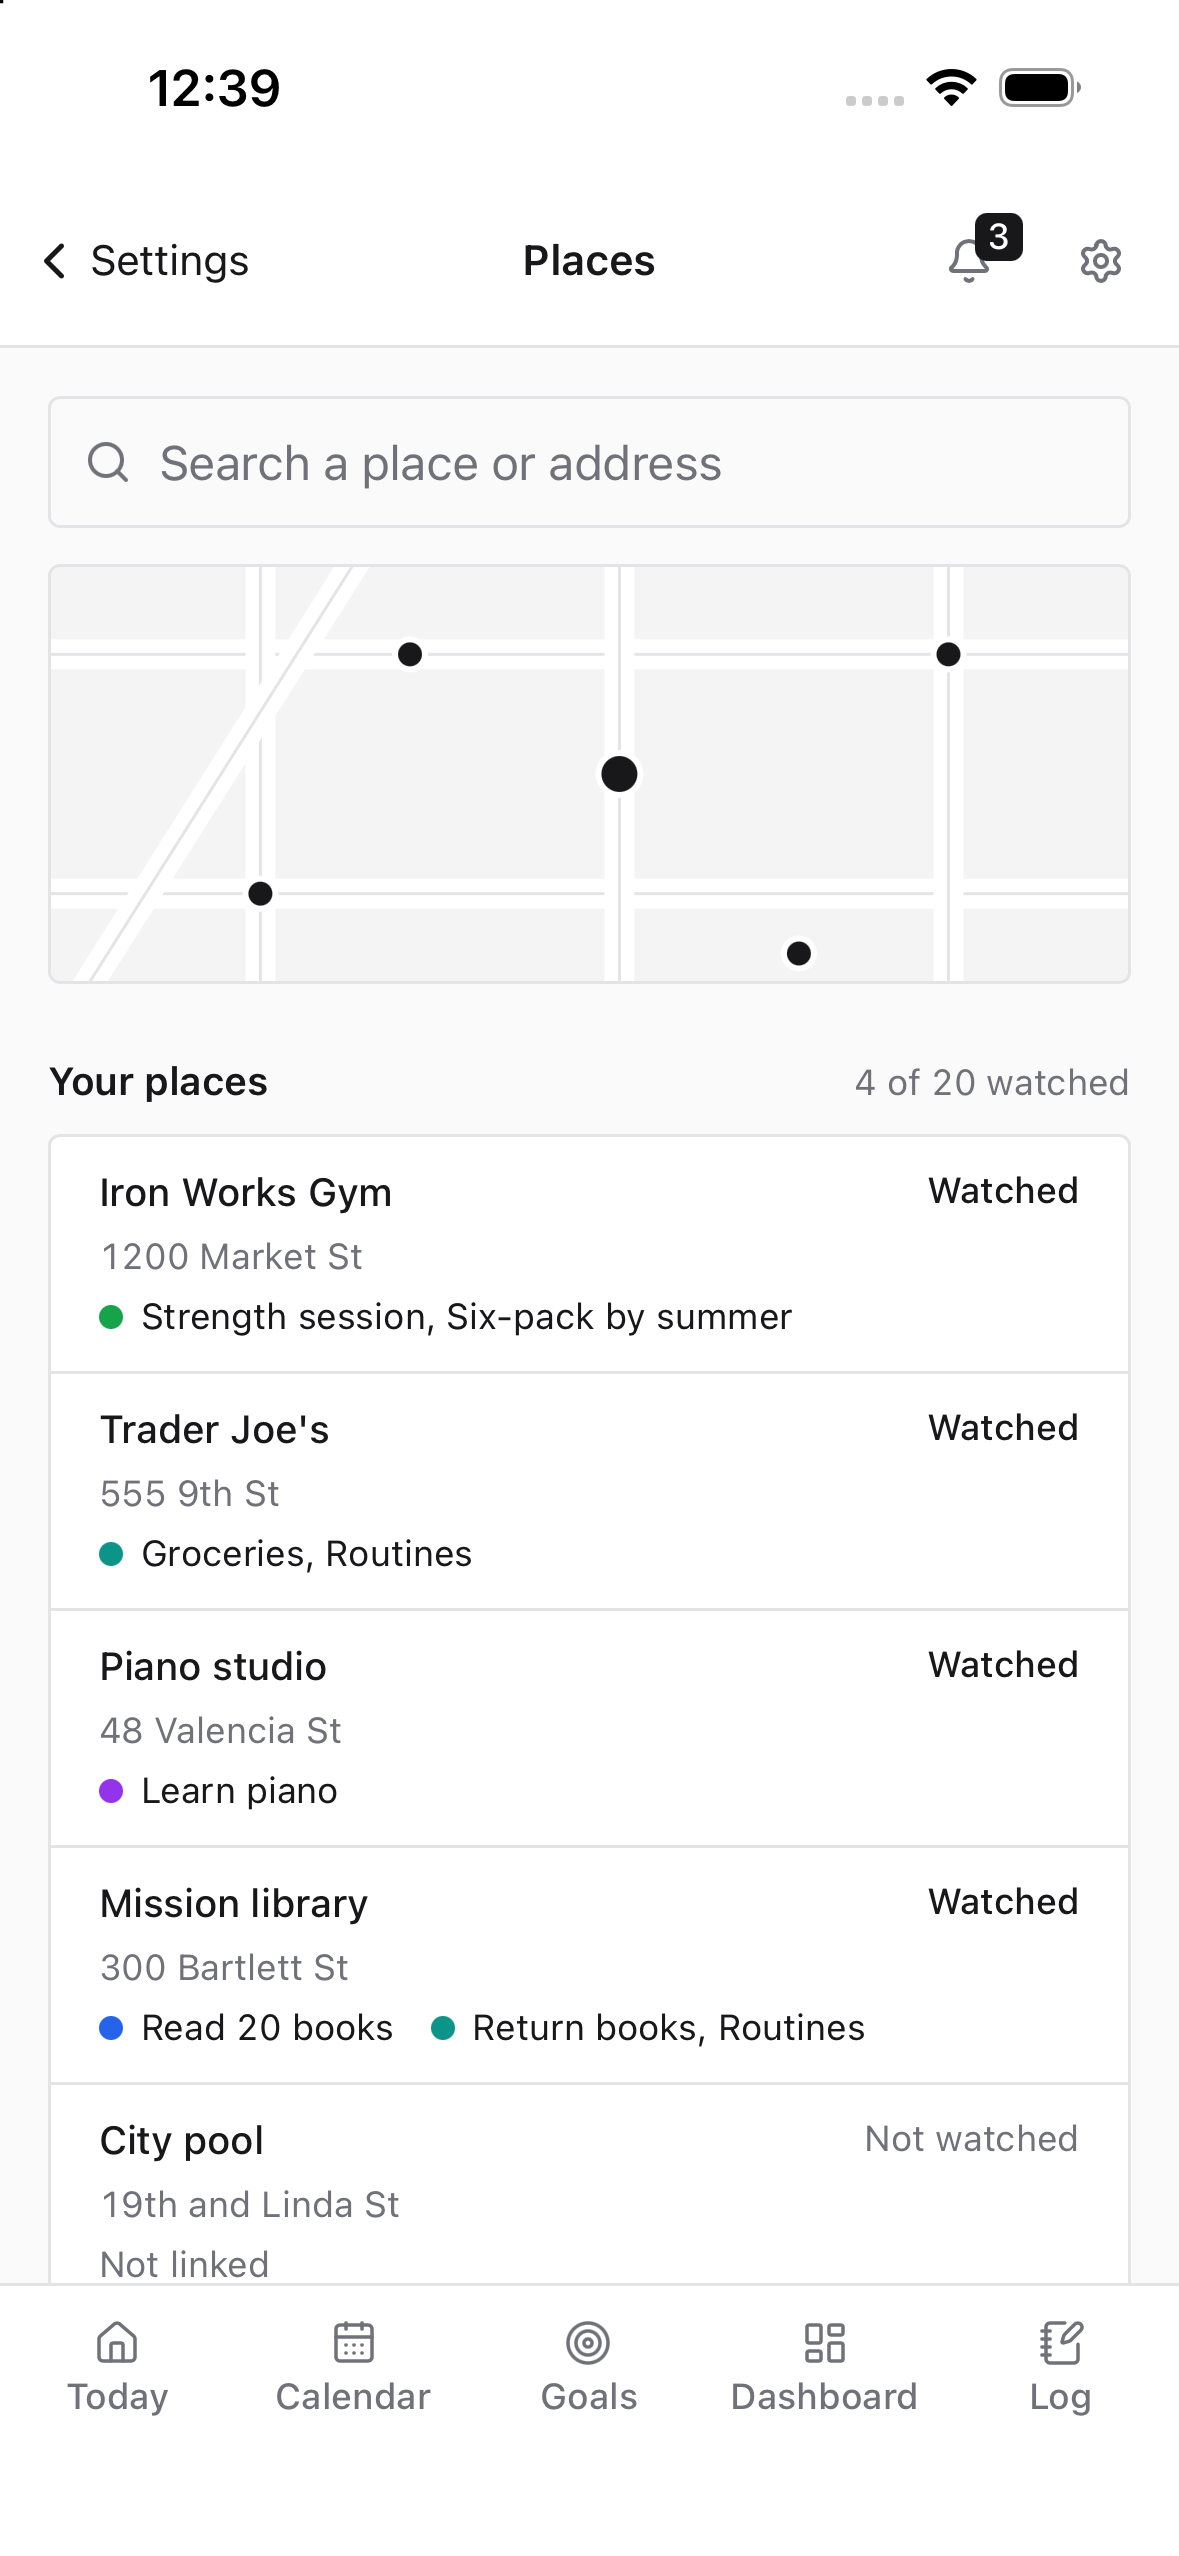 12:39
Settings
Places
3
Search a place or address
Your places
4 of 20 watched
Iron Works Gym
Watched
1200 Market St
Strength session, Six-pack by summer
Trader Joe's
Watched
555 9th St
Groceries, Routines
Piano studio
Watched
48 Valencia St
Learn piano
Mission library
Watched
300 Bartlett St
Read 20 books
Return books, Routines
City pool
Not watched
19th and Linda St
Not linked
Today
Calendar
Goals
Dashboard
Log